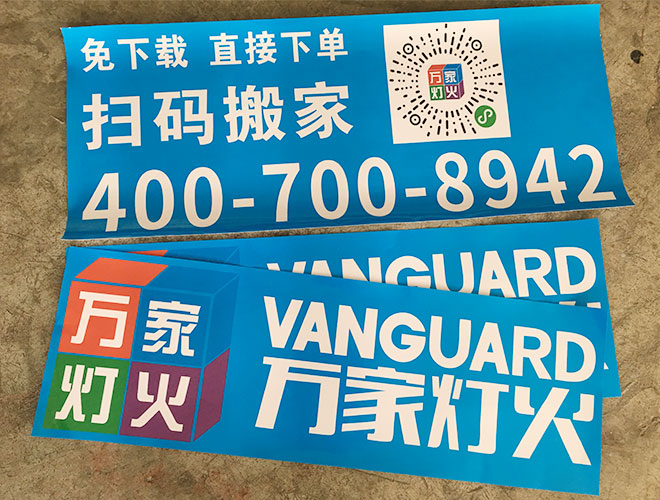 免下载 直接下单
扫码搬家
400-700-8942
万家
灯火
VANGUARD
万家
灯火
VANGUARD
万家灯火